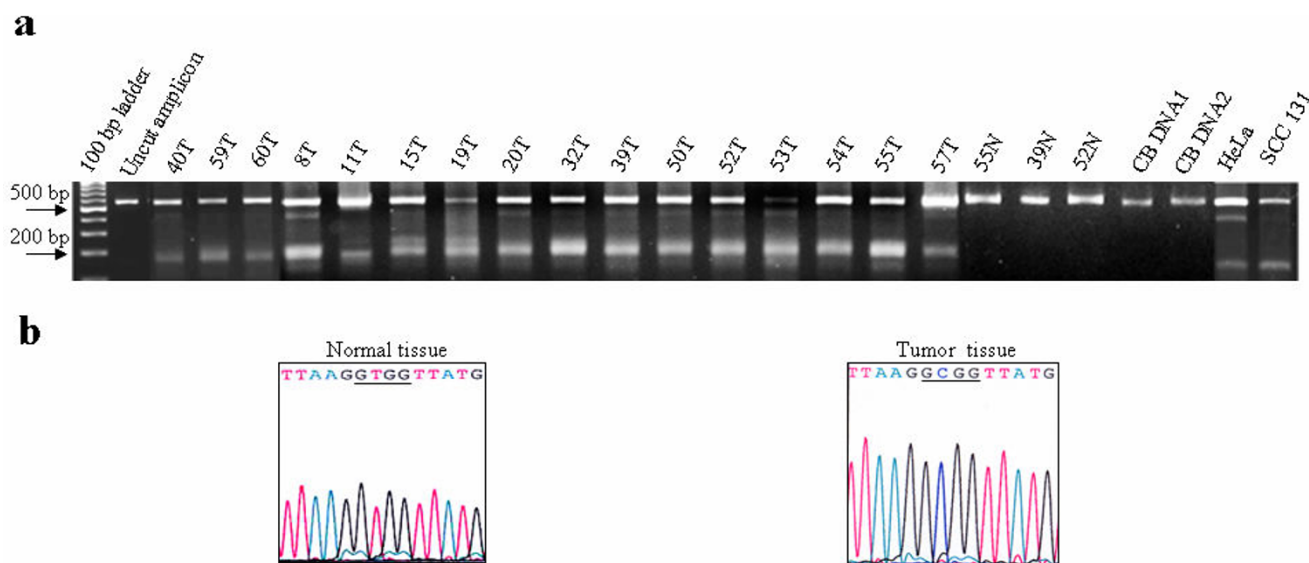 a
100 bp ladder
Uncut amplicon
40T
59T
60T
8T
11T
15T
19T
20T
32T
39T
50T
52T
53T
54T
55T
57T
55N
39N
52N
CB DNA1
CB DNA2
HeLa
SCC 131
500 bp
200 bp
b
Normal tissue
TTAAGGTGGTTATG
Tumor tissue
TTAAGGCGGTTATG